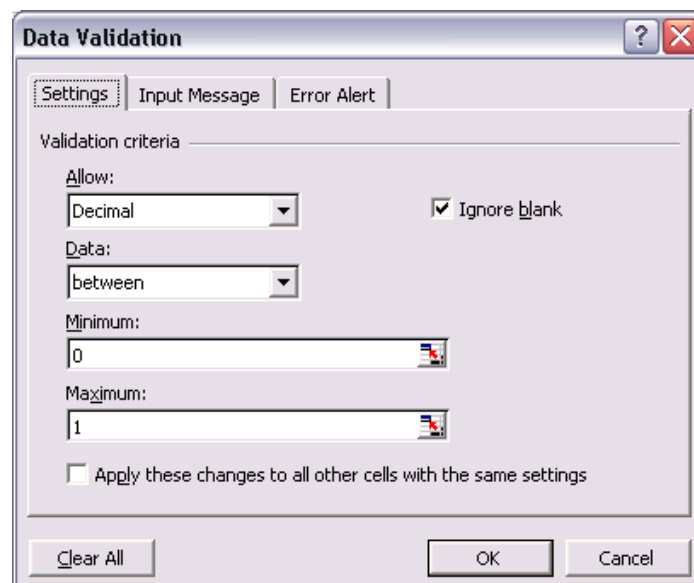 Data Validation
Settings Input Message Error Alert
Validation criteria
Allow:
Decimal Ignore blank
Data:
between
Minimum:
0
Maximum:
1
Apply these changes to all other cells with the same settings
Clear All OK Cancel